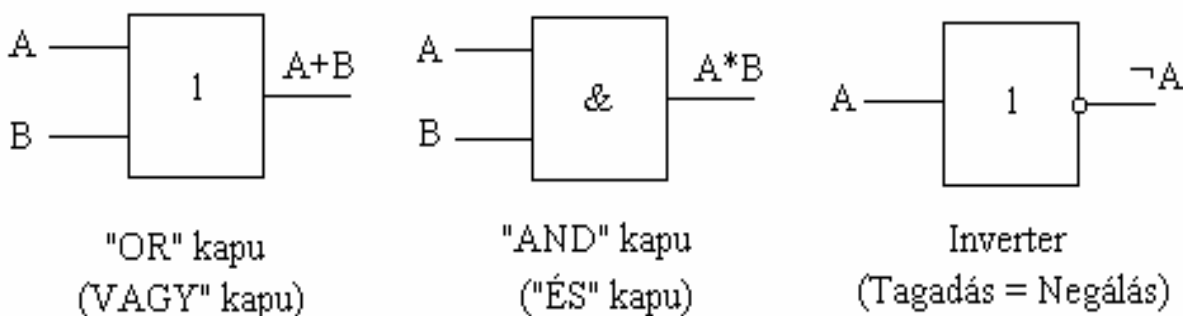 A
B
1
A+B
"OR" kapu
(VAGY" kapu)
A
B
&
A*B
"AND" kapu
("ÉS" kapu)
A
1
¬A
Inverter
(Tagadás = Negálás)